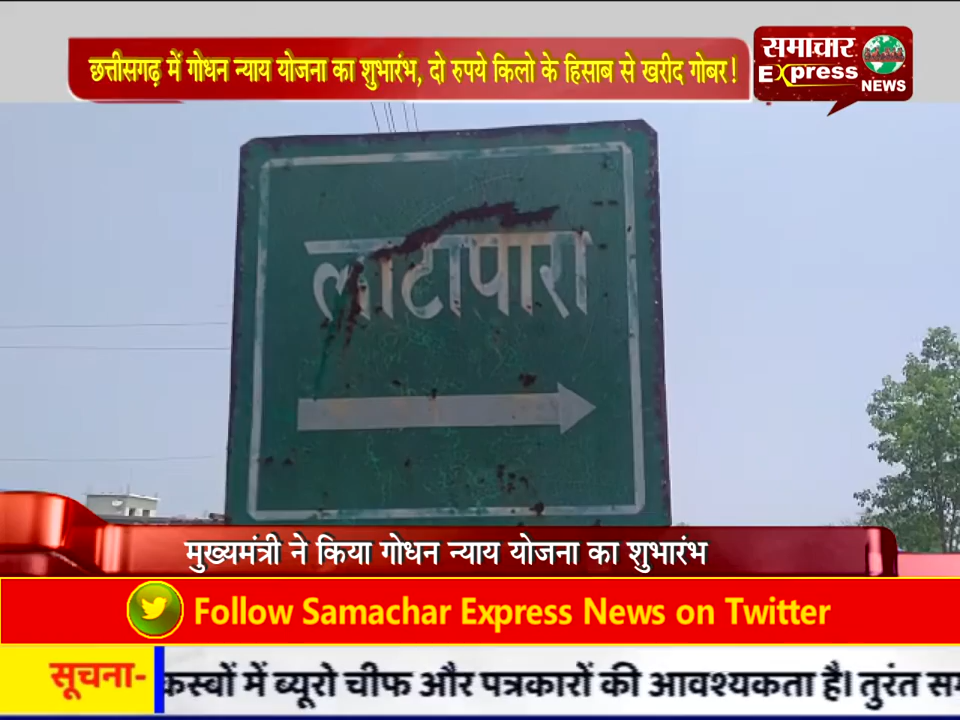 छत्तीसगढ़ में गोधन न्याय योजना का शुभारंभ, दो रुपये किलो के हिसाब से खरीद गोबर!
समाचार
Express
NEWS
लाटापारा
मुख्यमंत्री ने किया गोधन न्याय योजना का शुभारंभ
Follow Samachar Express News on Twitter
सूचना- कस्बों में ब्यूरो चीफ और पत्रकारों की आवश्यकता है। तुरंत